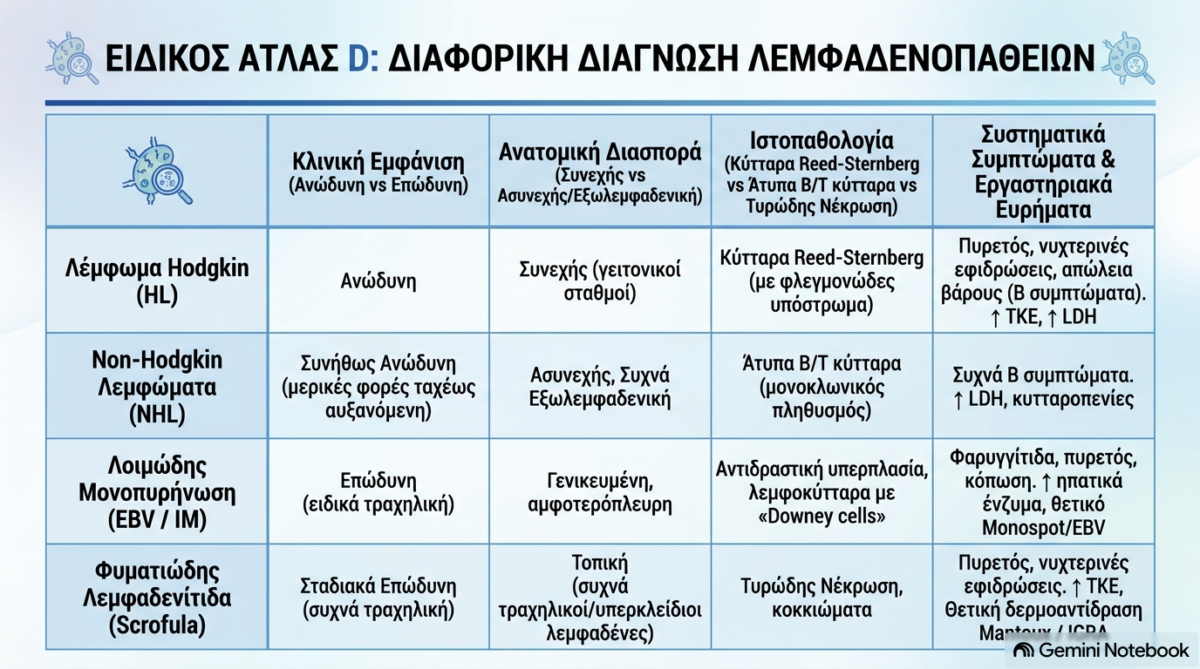 ΕΙΔΙΚΟΣ ΑΤΛΑΣ D: ΔΙΑΦΟΡΙΚΗ ΔΙΑΓΝΩΣΗ ΛΕΜΦΑΔΕΝΟΠΑΘΕΙΩΝ
Κλινική Εμφάνιση
(Ανώδυνη vs Επώδυνη)
Ανατομική Διασπορά
(Συνεχής vs
Ασυνεχής/Εξωλεμφαδενική)
Ιστοπαθολογία
(Κύτταρα Reed-Sternberg
vs Άτυπα Β/Τ κύτταρα vs
Τυρώδης Νέκρωση)
Συστηματικά
Συμπτώματα &
Εργαστηριακά
Ευρήματα
Λέμφωμα Hodgkin
(HL)
Ανώδυνη
Συνεχής (γειτονικοί
σταθμοί)
Κύτταρα Reed-Sternberg
(με φλεγμονώδες
υπόστρωμα)
Πυρετός, νυχτερινές
εφιδρώσεις, απώλεια
βάρους (Β συμπτώματα).
↑ ΤΚΕ, ↑ LDH
Non-Hodgkin
Λεμφώματα
(NHL)
Συνήθως Ανώδυνη
(μερικές φορές ταχέως
αυξανόμενη)
Ασυνεχής, Συχνά
Εξωλεμφαδενική
Άτυπα Β/Τ κύτταρα
(μονοκλωνικός
πληθυσμός)
Συχνά Β συμπτώματα.
↑ LDH, κυτταροπενίες
Λοιμώδης
Μονοπυρήνωση
(EBV / IM)
Επώδυνη
(ειδικά τραχηλική)
Γενικευμένη,
αμφοτερόπλευρη
Αντιδραστική υπερπλασία,
λεμφοκύτταρα με
«Downey cells»
Φαρυγγίτιδα, πυρετός,
κόπωση. ↑ ηπατικά
ένζυμα, θετικό
Monospot/EBV
Φυματιώδης
Λεμφαδενίτιδα
(Scrofula)
Σταδιακά Επώδυνη
(συχνά τραχηλική)
Τοπική
(συχνά
τραχηλικοί/υπερκλείδιοι
λεμφαδένες)
Τυρώδης Νέκρωση,
κοκκιώματα
Πυρετός, νυχτερινές
εφιδρώσεις. ↑ ΤΚΕ,
Θετική δερμοαντίδραση
Mantoux / IGRA
Gemini Notebook